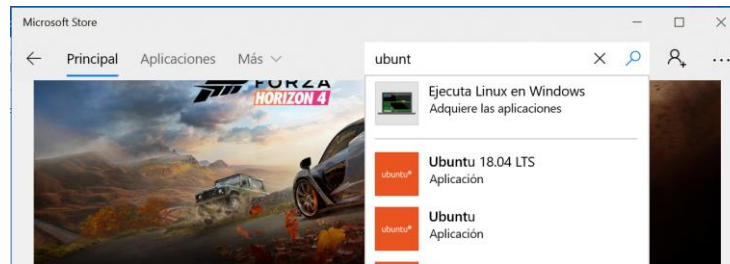 Microsoft Store
Principal Aplicaciones Más
ubunt
FORZA
HORIZON 4
Ejecuta Linux en Windows
Adquiere las aplicaciones
ubuntu®
Ubuntu 18.04 LTS
Aplicación
ubuntu®
Ubuntu
Aplicación